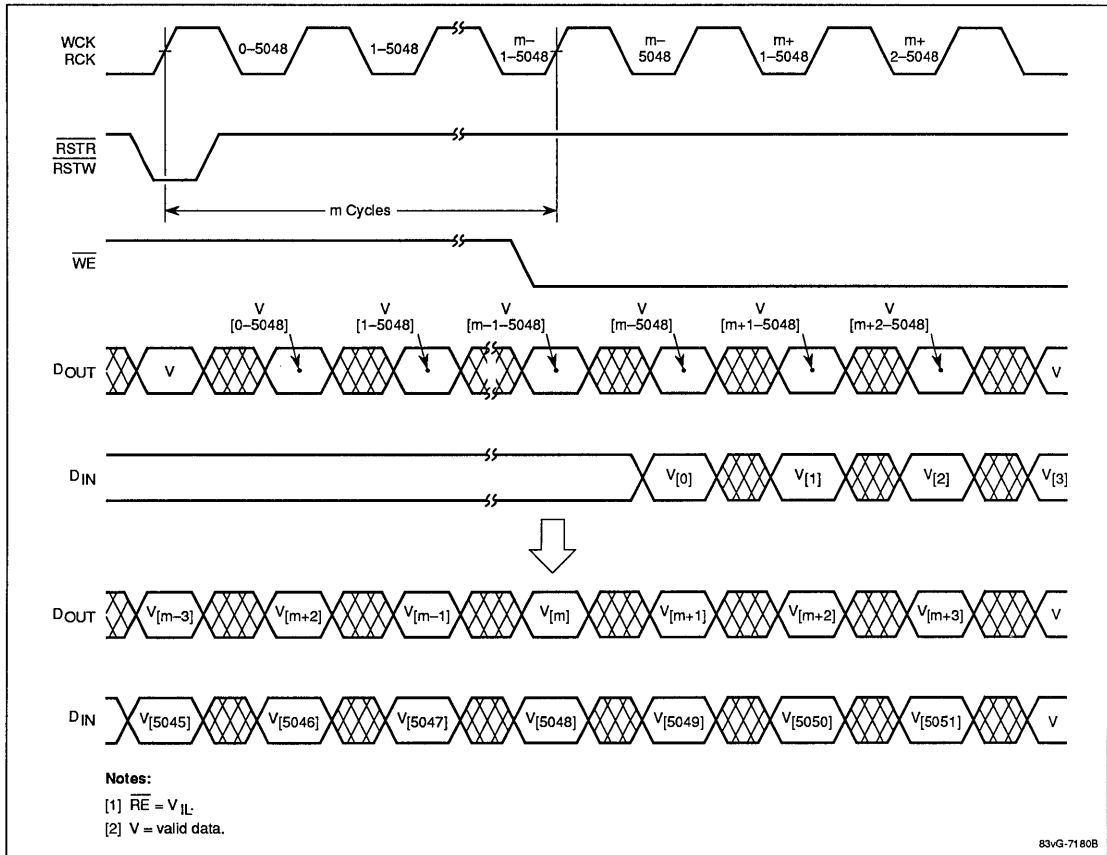 WCK
RCK
0–5048
1–5048
m–
1–5048
m–
5048
m+
1–5048
m+
2–5048
RSTR
RSTW
m Cycles
WE
V
[0–5048]
V
[1–5048]
V
[m–1–5048]
V
[m–5048]
V
[m+1–5048]
V
[m+2–5048]
DOUT
V
V
DIN
V[0]
V[1]
V[2]
V[3]
DOUT
V[m–3]
V[m+2]
V[m–1]
V[m]
V[m+1]
V[m+2]
V[m+3]
V
DIN
V[5045]
V[5046]
V[5047]
V[5048]
V[5049]
V[5050]
V[5051]
V
Notes:
[1] RE = VIL.
[2] V = valid data.
83vG-7180B